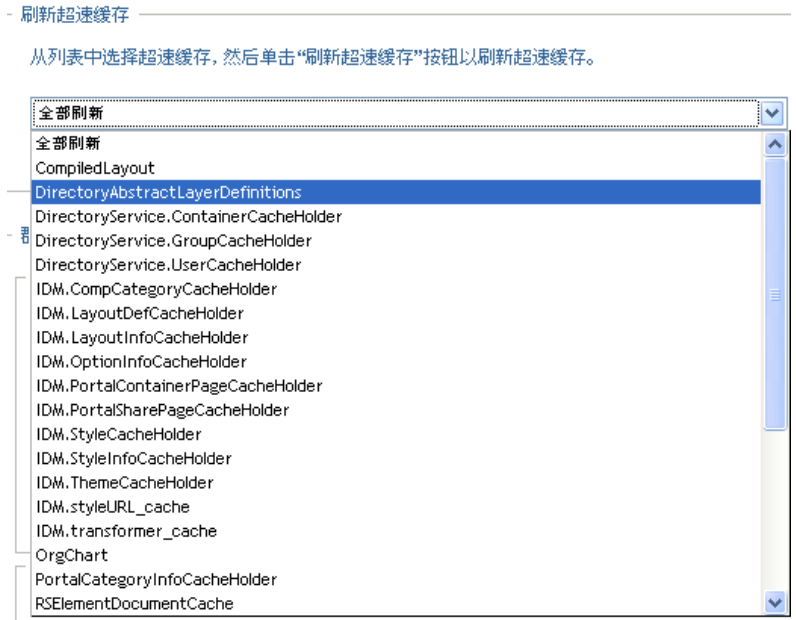 刷新超速缓存
从列表中选择超速缓存，然后单击“刷新超速缓存”按钮以刷新超速缓存。
全部刷新
全部刷新
CompiledLayout
DirectoryAbstractLayerDefinitions
DirectoryService.ContainerCacheHolder
DirectoryService.GroupCacheHolder
DirectoryService.UserCacheHolder
IDM.CompCategoryCacheHolder
IDM.LayoutDefCacheHolder
IDM.LayoutInfoCacheHolder
IDM.OptionInfoCacheHolder
IDM.PortalContainerPageCacheHolder
IDM.PortalSharePageCacheHolder
IDM.StyleCacheHolder
IDM.StyleInfoCacheHolder
IDM.ThemeCacheHolder
IDM.styleURL_cache
IDM.transformer_cache
OrgChart
PortalCategoryInfoCacheHolder
RSElementDocumentCache